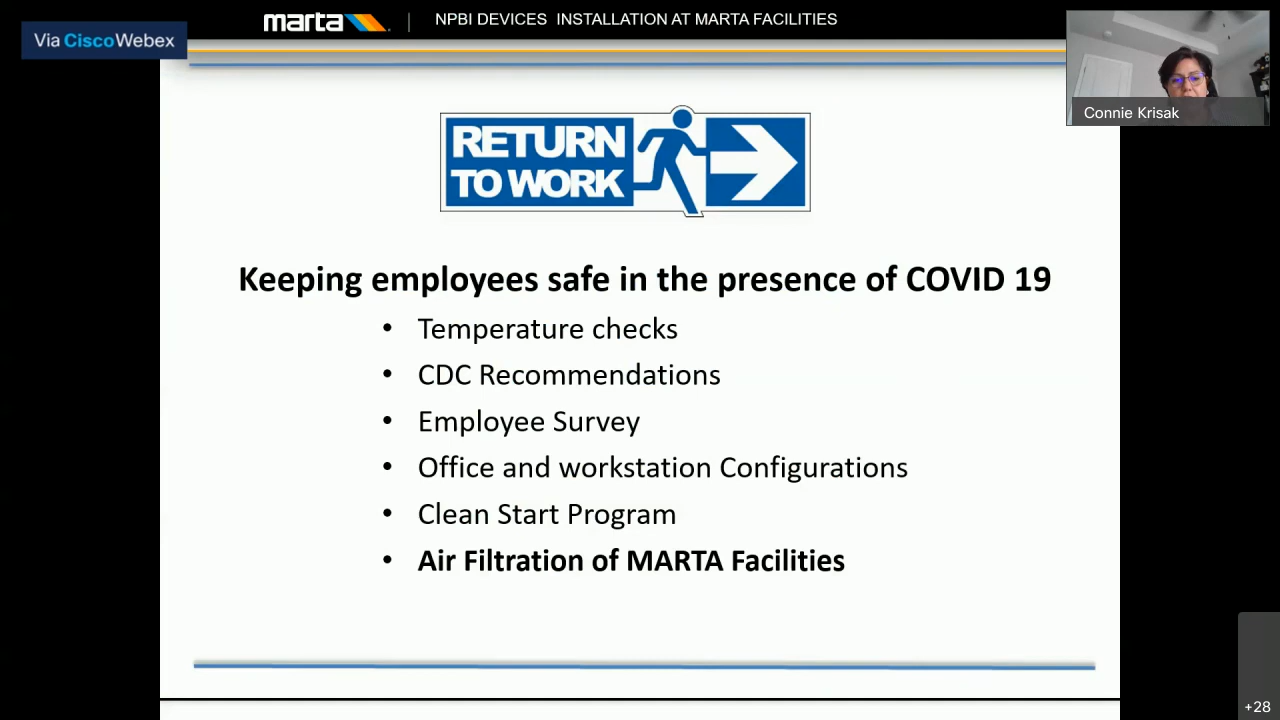 Via Cisco Webex
marta
NPBI DEVICES INSTALLATION AT MARTA FACILITIES
Connie Krisak
RETURN
TO WORK
Keeping employees safe in the presence of COVID 19
• Temperature checks
• CDC Recommendations
• Employee Survey
• Office and workstation Configurations
• Clean Start Program
• Air Filtration of MARTA Facilities
+28